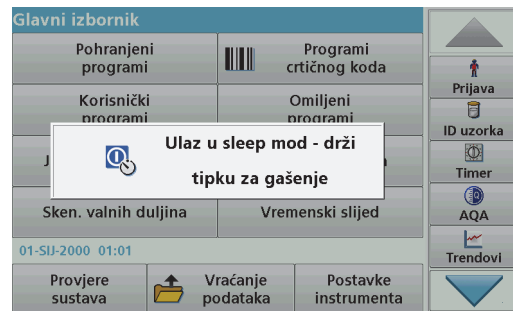 Glavni izbornik
Pohranjeni
programi
Programi
crtičnog koda
Korisnički
programi
Omiljeni
programi
Ulaz u sleep mod - drži
tipku za gašenje
Sken. valnih duljina
Vremenski slijed
01-SIJ-2000 01:01
Provjere
sustava
Vraćanje
podataka
Postavke
instrumenta
Prijava
ID uzorka
Timer
AQA
Trendovi